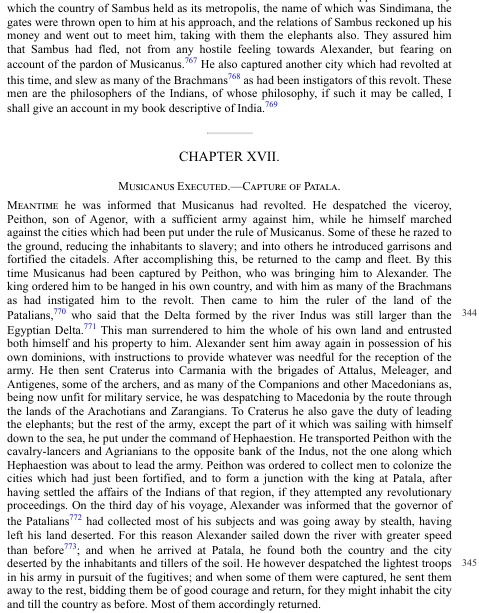 which the country of Sambus held as its metropolis, the name of which was Sindimana, the
gates were thrown open to him at his approach, and the relations of Sambus reckoned up his
money and went out to meet him, taking with them the elephants also. They assured him
that Sambus had fled, not from any hostile feeling towards Alexander, but fearing on
account of the pardon of Musicanus.767 He also captured another city which had revolted at
this time, and slew as many of the Brachmans768 as had been instigators of this revolt. These
men are the philosophers of the Indians, of whose philosophy, if such it may be called, I
shall give an account in my book descriptive of India.769
CHAPTER XVII.
Musicanus Executed.—Capture of Patala.
Meantime he was informed that Musicanus had revolted. He despatched the viceroy,
Peithon, son of Agenor, with a sufficient army against him, while he himself marched
against the cities which had been put under the rule of Musicanus. Some of these he razed to
the ground, reducing the inhabitants to slavery; and into others he introduced garrisons and
fortified the citadels. After accomplishing this, be returned to the camp and fleet. By this
time Musicanus had been captured by Peithon, who was bringing him to Alexander. The
king ordered him to be hanged in his own country, and with him as many of the Brachmans
as had instigated him to the revolt. Then came to him the ruler of the land of the
Patalians,770 who said that the Delta formed by the river Indus was still larger than the 344
Egyptian Delta.771 This man surrendered to him the whole of his own land and entrusted
both himself and his property to him. Alexander sent him away again in possession of his
own dominions, with instructions to provide whatever was needful for the reception of the
army. He then sent Craterus into Carmania with the brigades of Attalus, Meleager, and
Antigenes, some of the archers, and as many of the Companions and other Macedonians as,
being now unfit for military service, he was despatching to Macedonia by the route through
the lands of the Arachotians and Zarangians. To Craterus he also gave the duty of leading
the elephants; but the rest of the army, except the part of it which was sailing with himself
down to the sea, he put under the command of Hephaestion. He transported Peithon with the
cavalry-lancers and Agrianians to the opposite bank of the Indus, not the one along which
Hephaestion was about to lead the army. Peithon was ordered to collect men to colonize the
cities which had just been fortified, and to form a junction with the king at Patala, after
having settled the affairs of the Indians of that region, if they attempted any revolutionary
proceedings. On the third day of his voyage, Alexander was informed that the governor of
the Patalians772 had collected most of his subjects and was going away by stealth, having
left his land deserted. For this reason Alexander sailed down the river with greater speed
than before773; and when he arrived at Patala, he found both the country and the city
deserted by the inhabitants and tillers of the soil. He however despatched the lightest troops 345
in his army in pursuit of the fugitives; and when some of them were captured, he sent them
away to the rest, bidding them be of good courage and return, for they might inhabit the city
and till the country as before. Most of them accordingly returned.